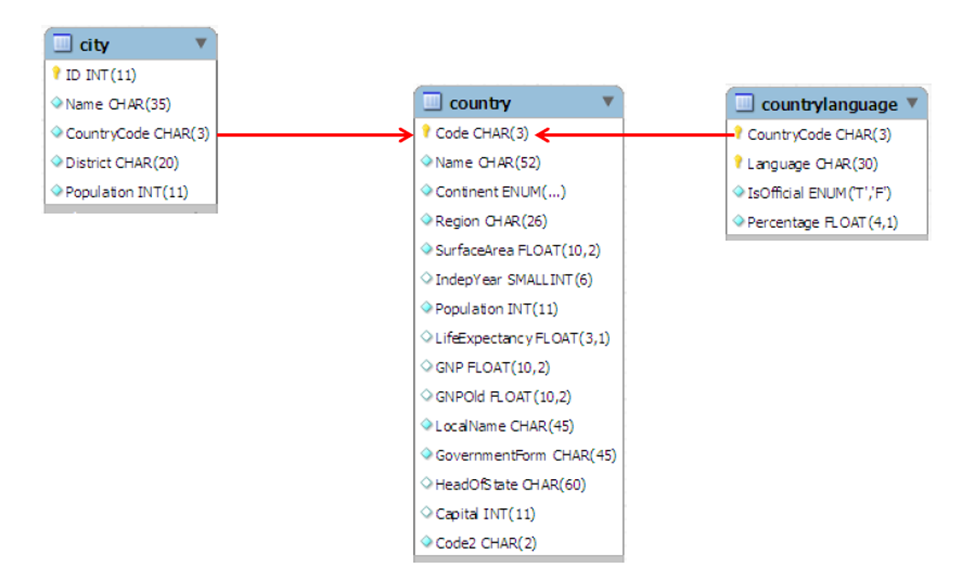 city
ID INT(11)
Name CHAR(35)
CountryCode CHAR(3)
District CHAR(20)
Population INT(11)
country
Code CHAR(3)
Name CHAR(52)
Continent ENUM(...)
Region CHAR(26)
SurfaceArea FLOAT(10,2)
IndepYear SMALLINT(6)
Population INT(11)
LifeExpectancy FLOAT(3,1)
GNP FLOAT(10,2)
GNPOld FLOAT(10,2)
LocalName CHAR(45)
GovernmentForm CHAR(45)
HeadOfState CHAR(60)
Capital INT(11)
Code2 CHAR(2)
countrylanguage
CountryCode CHAR(3)
Language CHAR(30)
IsOfficial ENUM('T','F')
Percentage FLOAT(4,1)